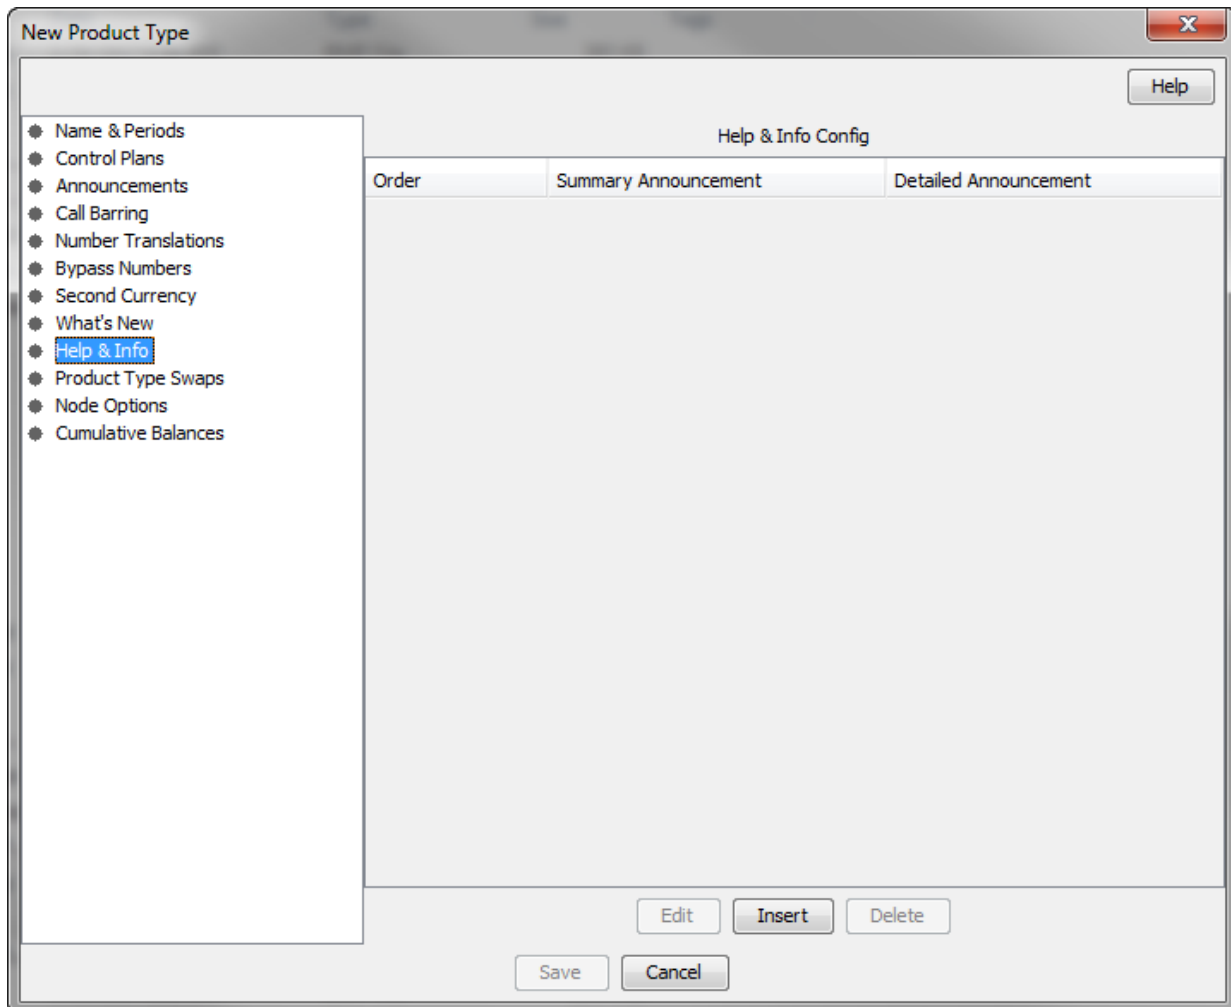 New Product Type
Help
Name & Periods
Control Plans
Announcements
Call Barring
Number Translations
Bypass Numbers
Second Currency
What's New
Help & Info
Product Type Swaps
Node Options
Cumulative Balances
Help & Info Config
Order Summary Announcement Detailed Announcement
Edit Insert Delete
Save Cancel